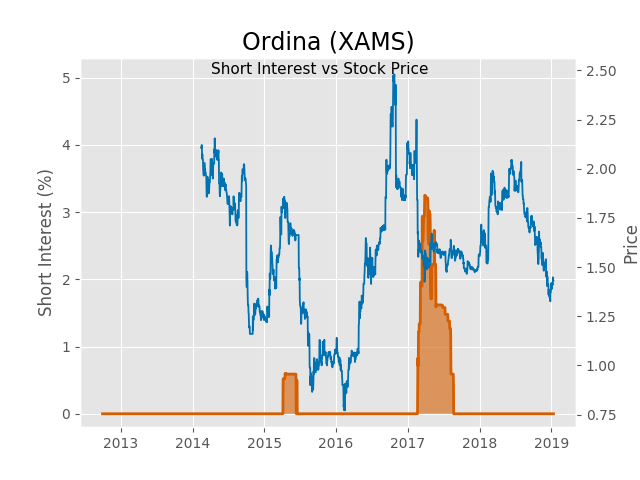 Ordina (XAMS)
Short Interest vs Stock Price
Short Interest (%)
5
4
3
2
1
0
2.50
2.25
2.00
1.75
1.50
1.25
1.00
0.75
Price
2013 2014 2015 2016 2017 2018 2019